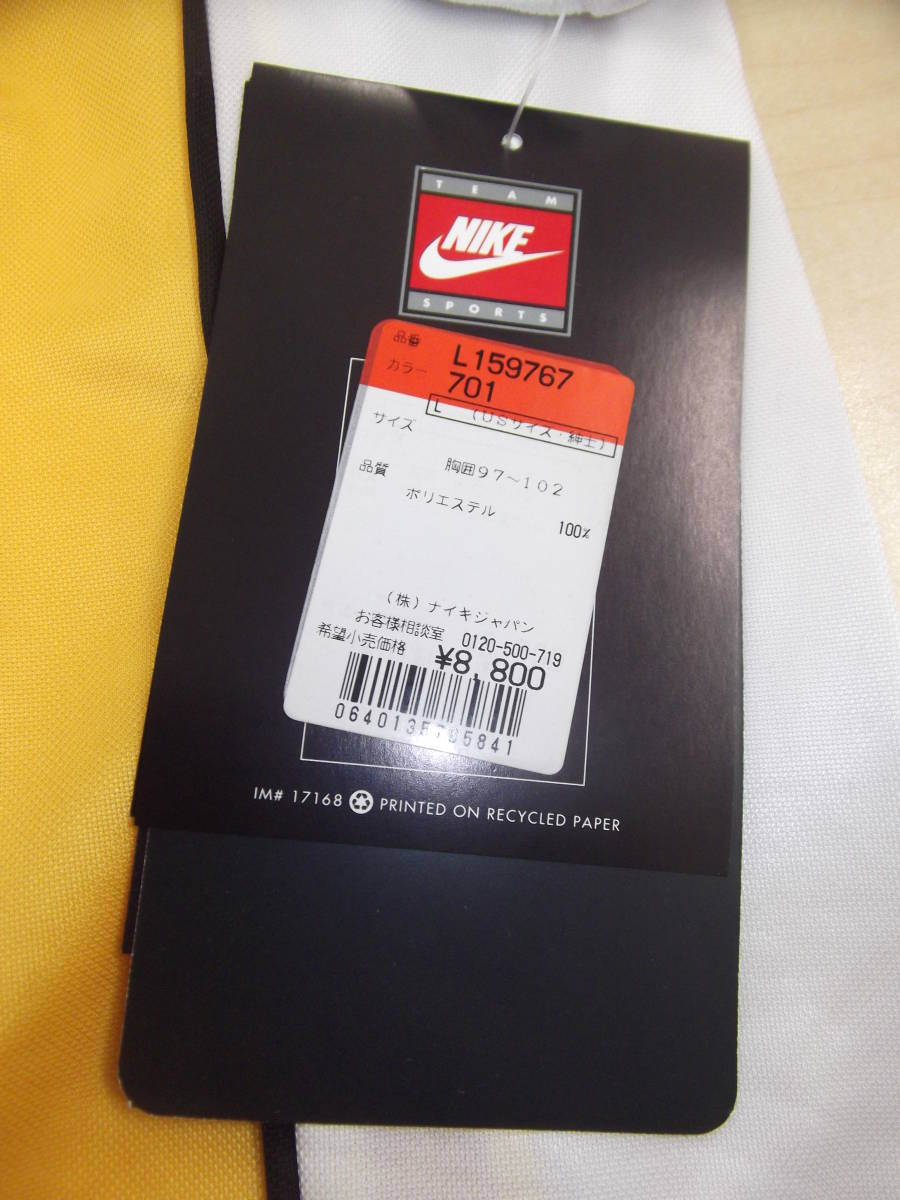 TEAM
NIKE
SPORTS
品番 L159767
カラー 701
サイズ L (USサイズ・紳士)
胸囲97～102
品質
ポリエステル 100%
(株)ナイキジャパン
お客様相談室 0120-500-719
希望小売価格 ¥8,800
IM# 17168 PRINTED ON RECYCLED PAPER